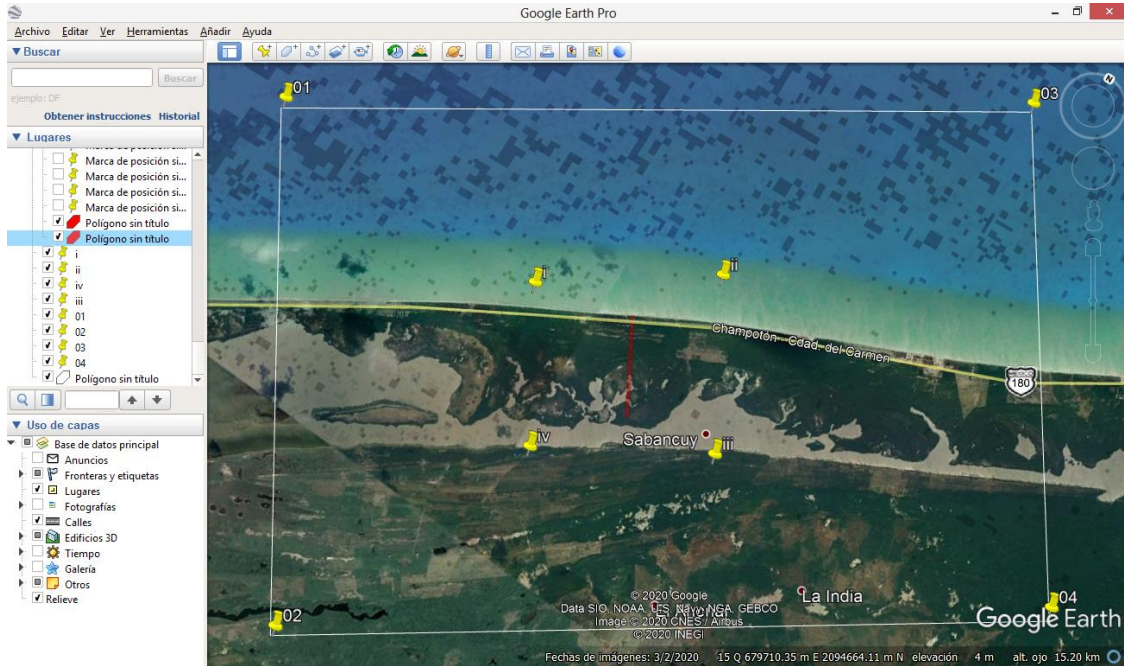 Google Earth Pro
Archivo Editar Ver Herramientas Añadir Ayuda
Buscar
Buscar
ejemplo: DF
Obtener instrucciones Historial
Lugares
Marca de posición si...
Marca de posición si...
Marca de posición si...
Marca de posición si...
Polígono sin título
Polígono sin título
i
ii
iv
iii
01
02
03
04
Polígono sin título
Uso de capas
Base de datos principal
Anuncios
Fronteras y etiquetas
Lugares
Fotografías
Calles
Edificios 3D
Tiempo
Galería
Otros
Relieve
01
03
N
i
ii
Champotón - Cdad. del Carmen
MEXICO
180
iv
Sabancuy
iii
La India
04
02
© 2020 Google
Data SIO, NOAA, U.S. Navy, NGA, GEBCO
Image © 2020 CNES / Airbus
© 2020 INEGI
Google Earth
Fechas de imágenes: 3/2/2020 15 Q 679710.35 m E 2094664.11 m N elevación 4 m alt. ojo 15.20 km